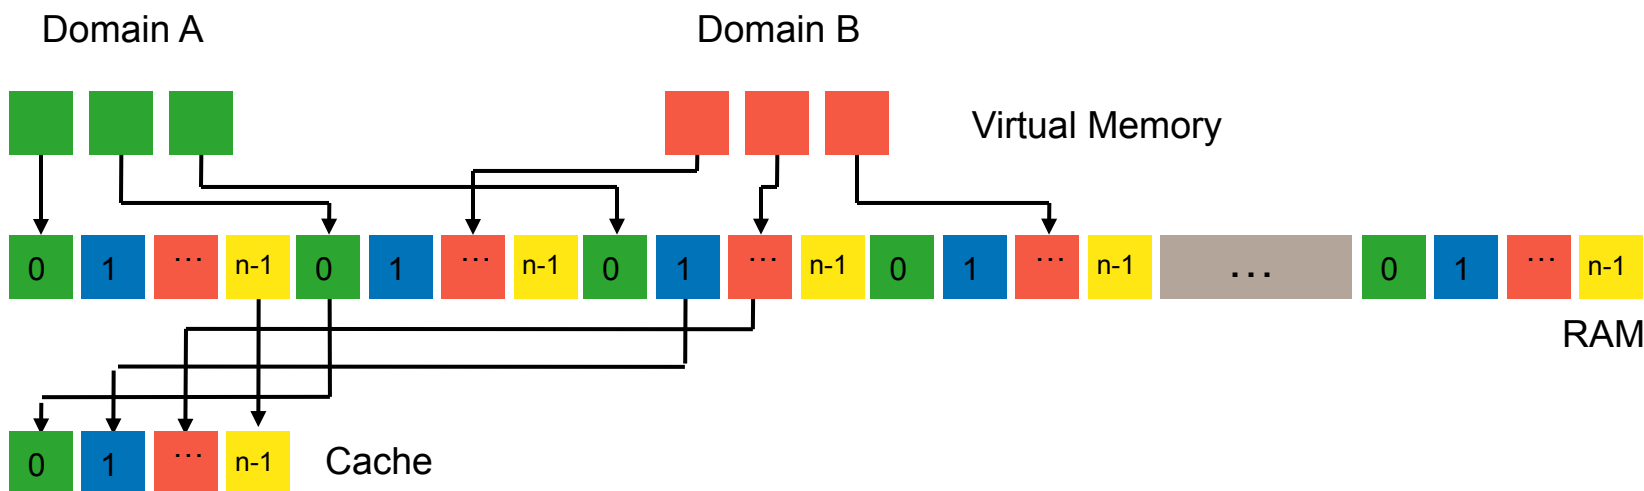 Domain A Domain B
Virtual Memory
0 1 ... n-1 0 1 ... n-1 0 1 ... n-1 0 1 ... n-1 ... 0 1 ... n-1
RAM
0 1 ... n-1 Cache